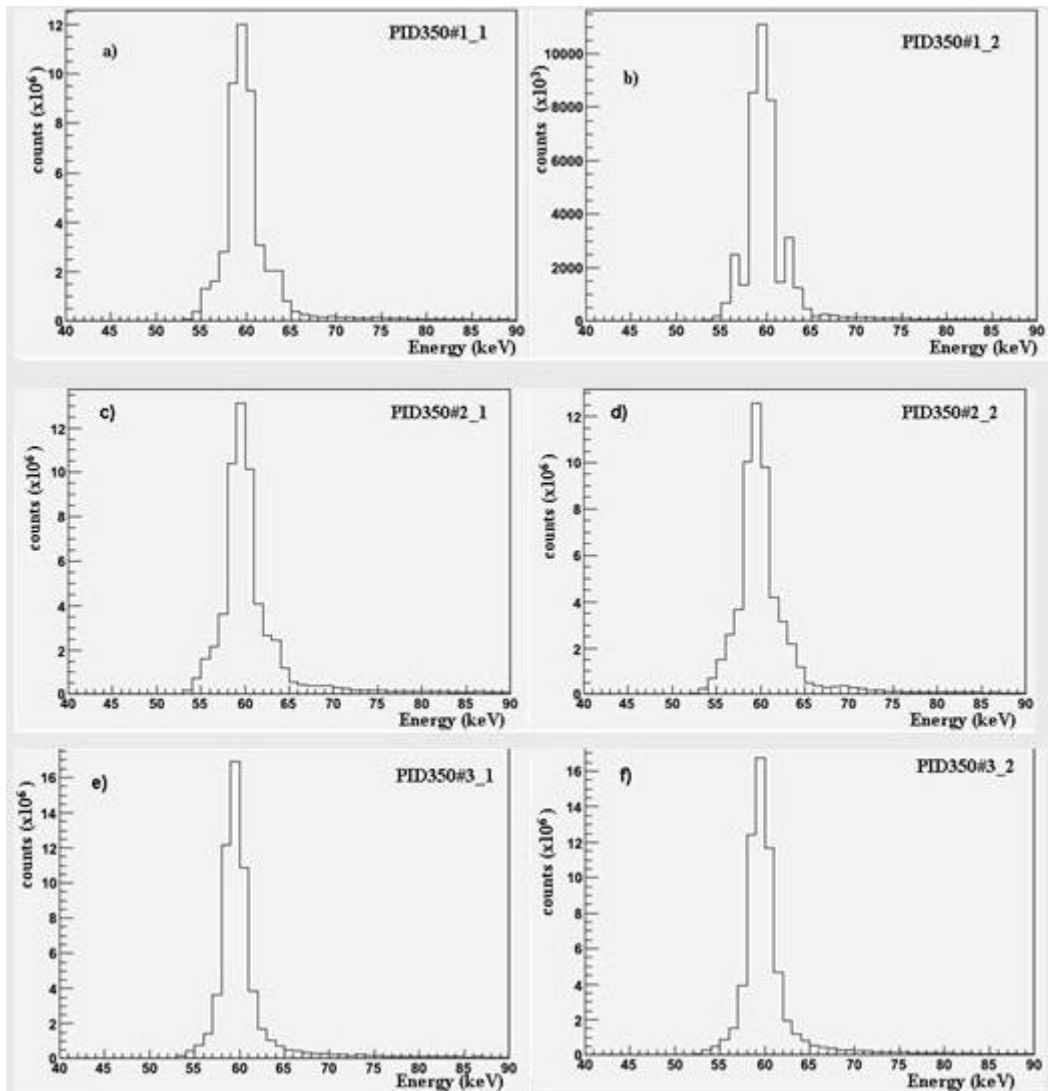 a)
PID350#1_1
counts (x10⁶)
12
10
8
6
4
2
0
40 45 50 55 60 65 70 75 80 85 90
Energy (keV)
b)
PID350#1_2
counts (x10³)
10000
8000
6000
4000
2000
0
40 45 50 55 60 65 70 75 80 85 90
Energy (keV)
c)
PID350#2_1
counts (x10⁶)
12
10
8
6
4
2
0
40 45 50 55 60 65 70 75 80 85 90
Energy (keV)
d)
PID350#2_2
counts (x10⁶)
12
10
8
6
4
2
0
40 45 50 55 60 65 70 75 80 85 90
Energy (keV)
e)
PID350#3_1
counts (x10⁶)
16
14
12
10
8
6
4
2
0
40 45 50 55 60 65 70 75 80 85 90
Energy (keV)
f)
PID350#3_2
counts (x10⁶)
16
14
12
10
8
6
4
2
0
40 45 50 55 60 65 70 75 80 85 90
Energy (keV)